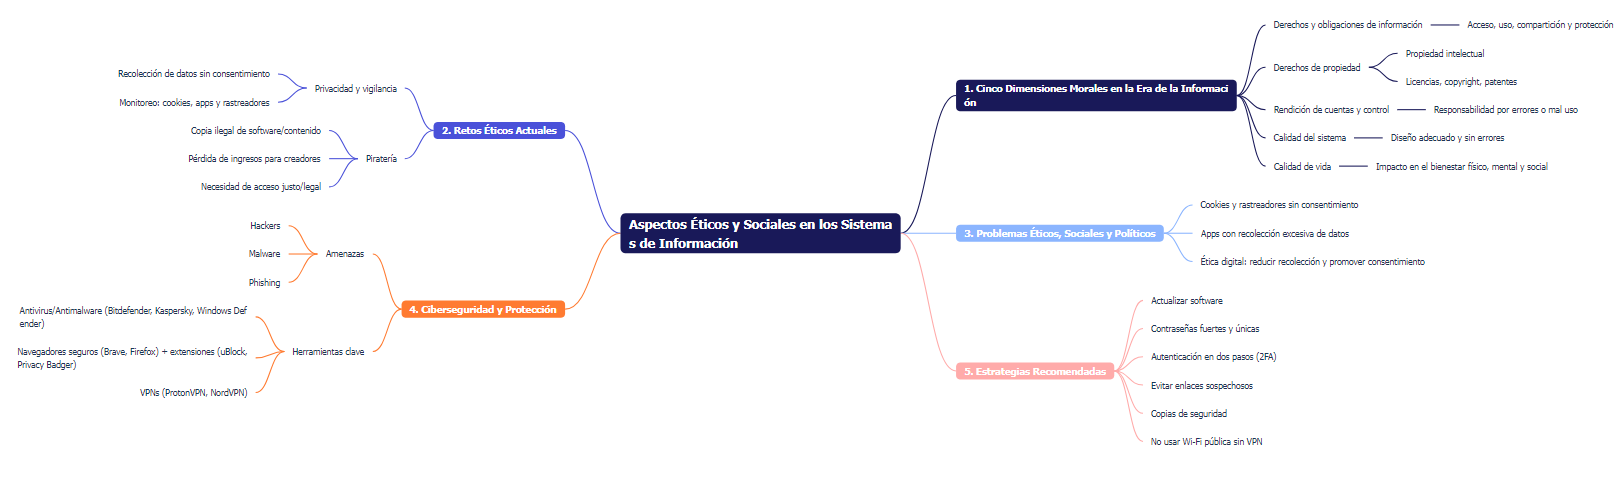 Aspectos Éticos y Sociales en los Sistema
s de Información
1. Cinco Dimensiones Morales en la Era de la Informaci
ón
Derechos y obligaciones de información
Acceso, uso, compartición y protección
Derechos de propiedad
Propiedad intelectual
Licencias, copyright, patentes
Rendición de cuentas y control
Responsabilidad por errores o mal uso
Calidad del sistema
Diseño adecuado y sin errores
Calidad de vida
Impacto en el bienestar físico, mental y social
2. Retos Éticos Actuales
Privacidad y vigilancia
Recolección de datos sin consentimiento
Monitoreo: cookies, apps y rastreadores
Piratería
Copia ilegal de software/contenido
Pérdida de ingresos para creadores
Necesidad de acceso justo/legal
3. Problemas Éticos, Sociales y Políticos
Cookies y rastreadores sin consentimiento
Apps con recolección excesiva de datos
Ética digital: reducir recolección y promover consentimiento
4. Ciberseguridad y Protección
Amenazas
Hackers
Malware
Phishing
Herramientas clave
Antivirus/Antimalware (Bitdefender, Kaspersky, Windows Def
ender)
Navegadores seguros (Brave, Firefox) + extensiones (uBlock,
Privacy Badger)
VPNs (ProtonVPN, NordVPN)
5. Estrategias Recomendadas
Actualizar software
Contraseñas fuertes y únicas
Autenticación en dos pasos (2FA)
Evitar enlaces sospechosos
Copias de seguridad
No usar Wi-Fi pública sin VPN